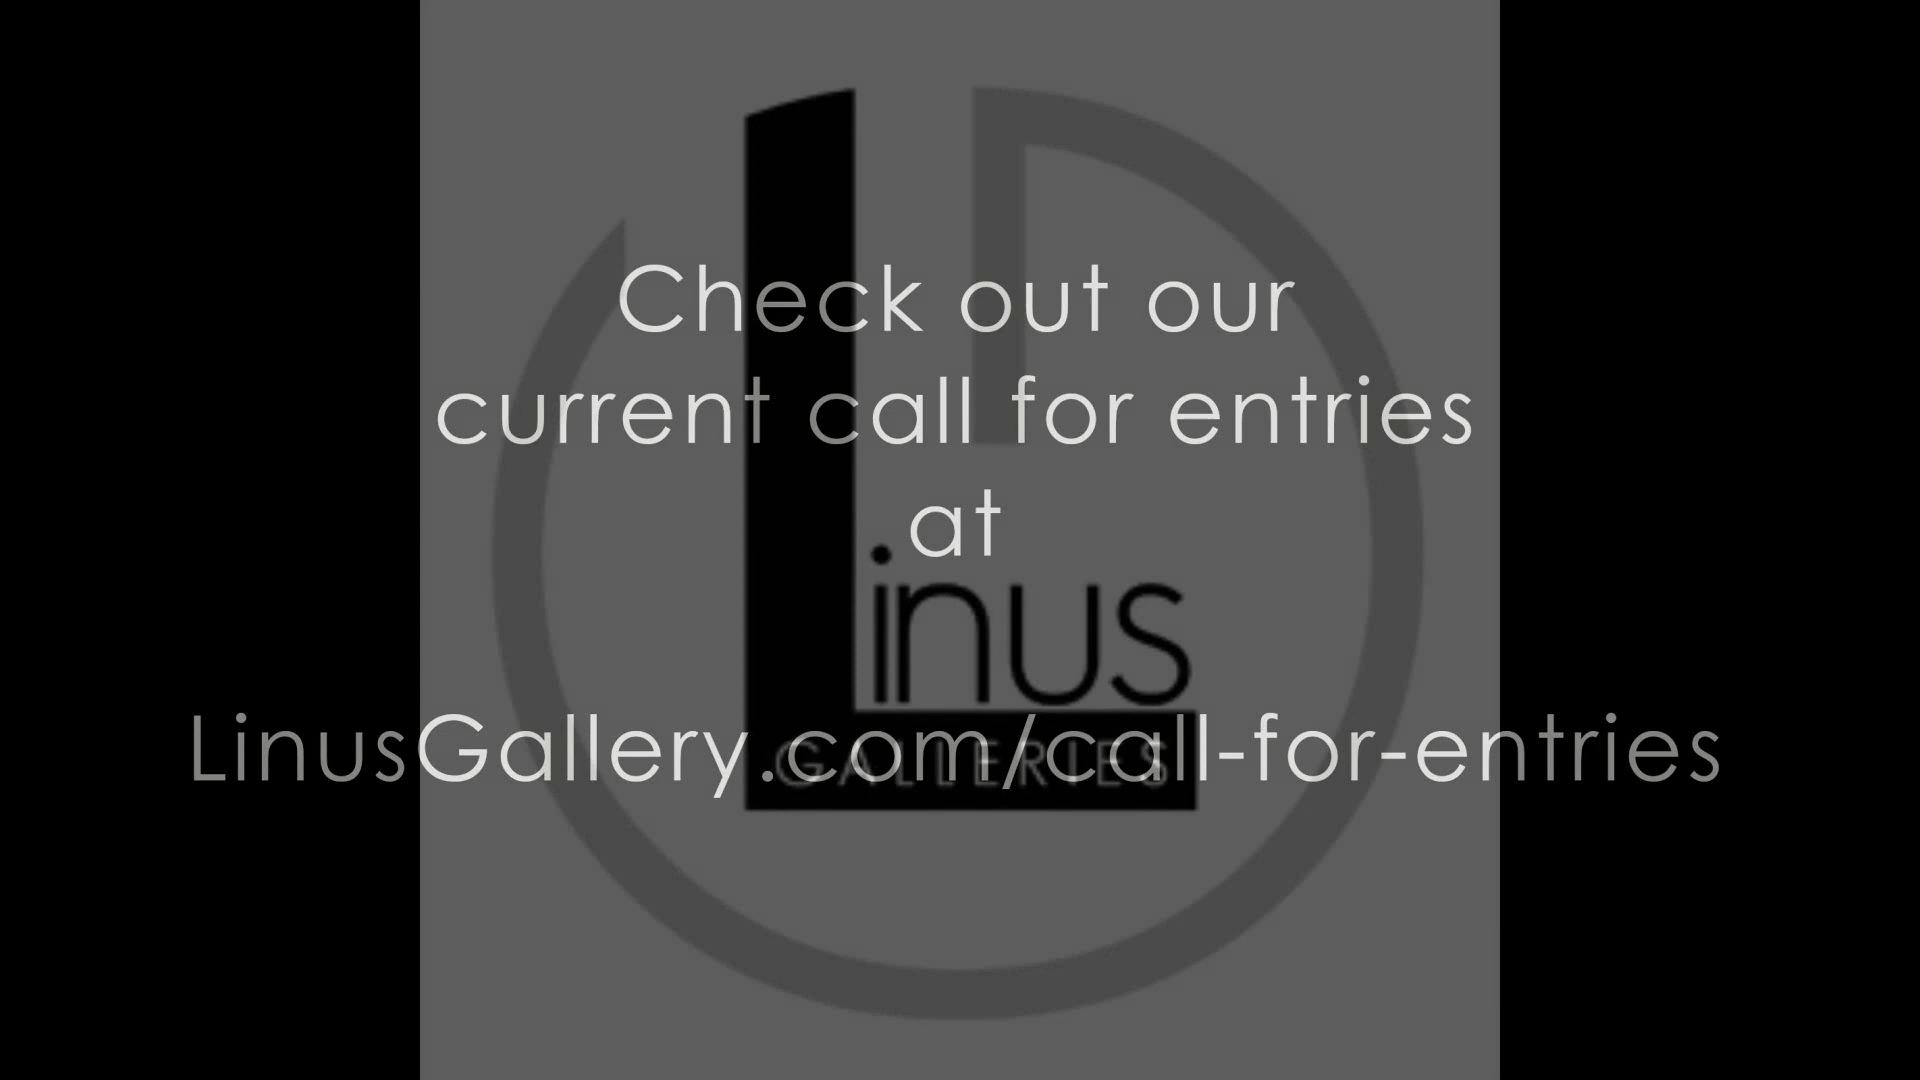 Check out our
current call for entries
at
Linus
GALLERIES
LinusGallery.com/call-for-entries